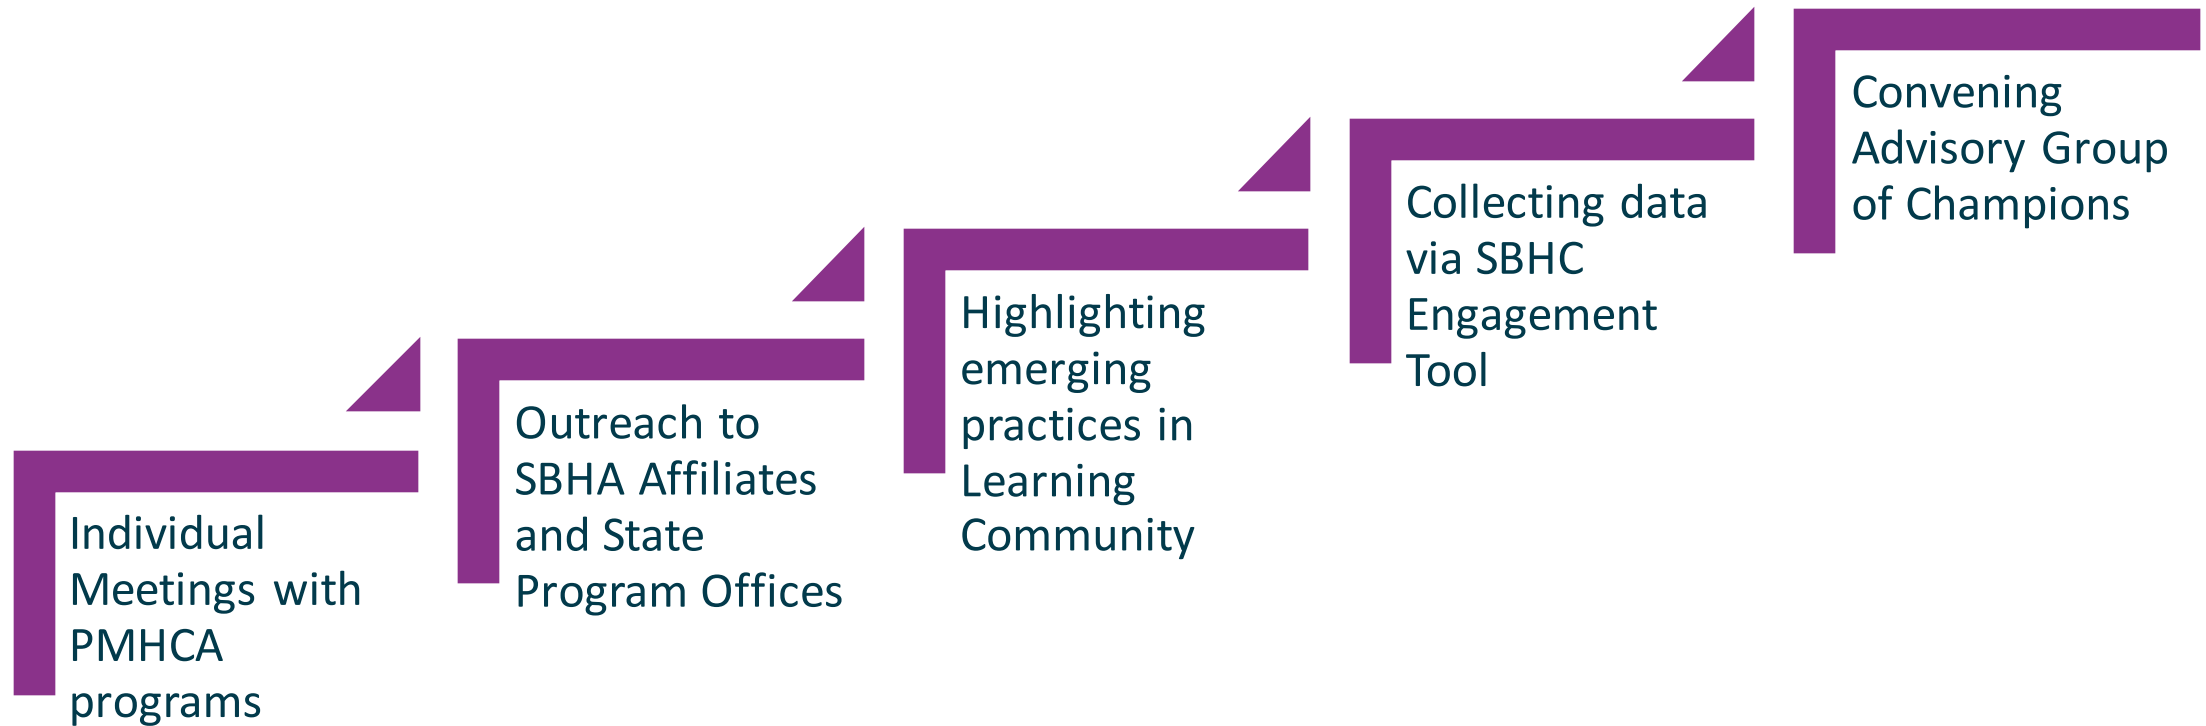 Individual
Meetings with
PMHCA
programs
Outreach to
SBHA Affiliates
and State
Program Offices
Highlighting
emerging
practices in
Learning
Community
Collecting data
via SBHC
Engagement
Tool
Convening
Advisory Group
of Champions